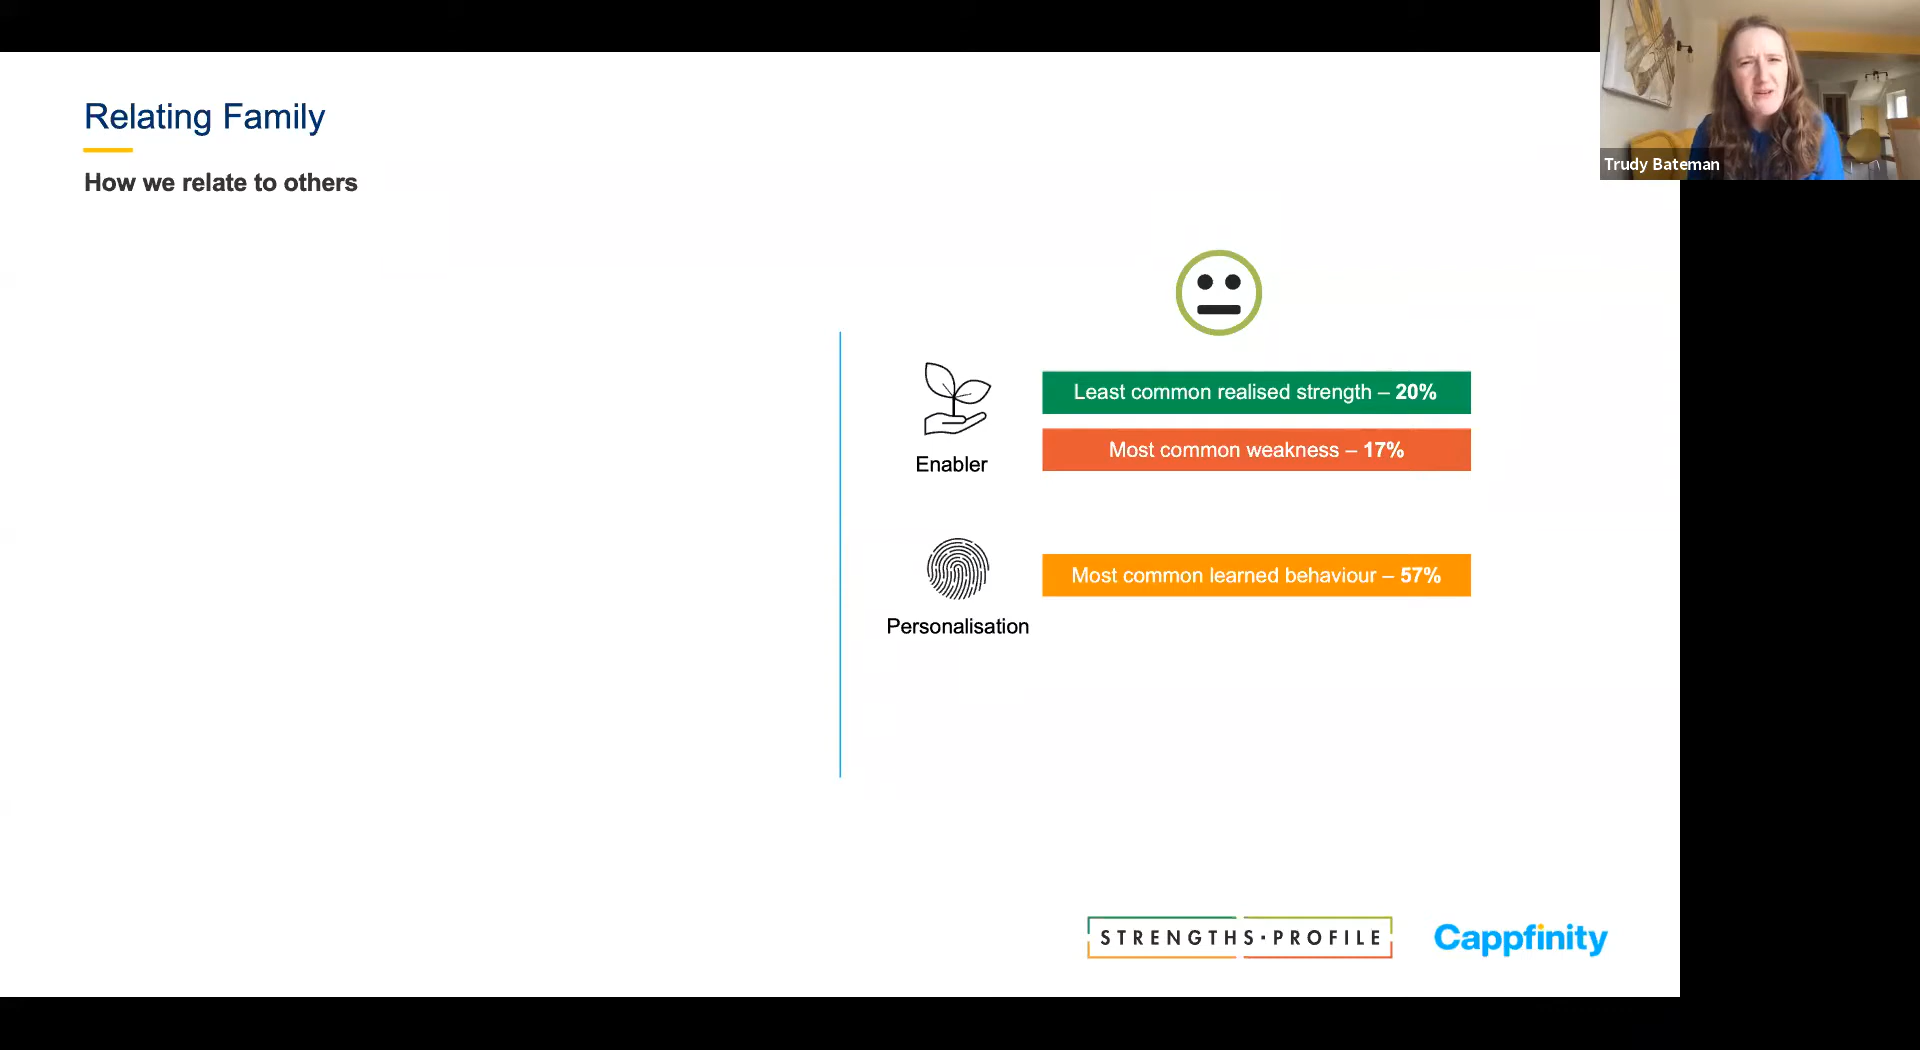 Relating Family
How we relate to others
Trudy Bateman
Least common realised strength – 20%
Most common weakness – 17%
Enabler
Most common learned behaviour – 57%
Personalisation
STRENGTHS·PROFILE
Cappfinity